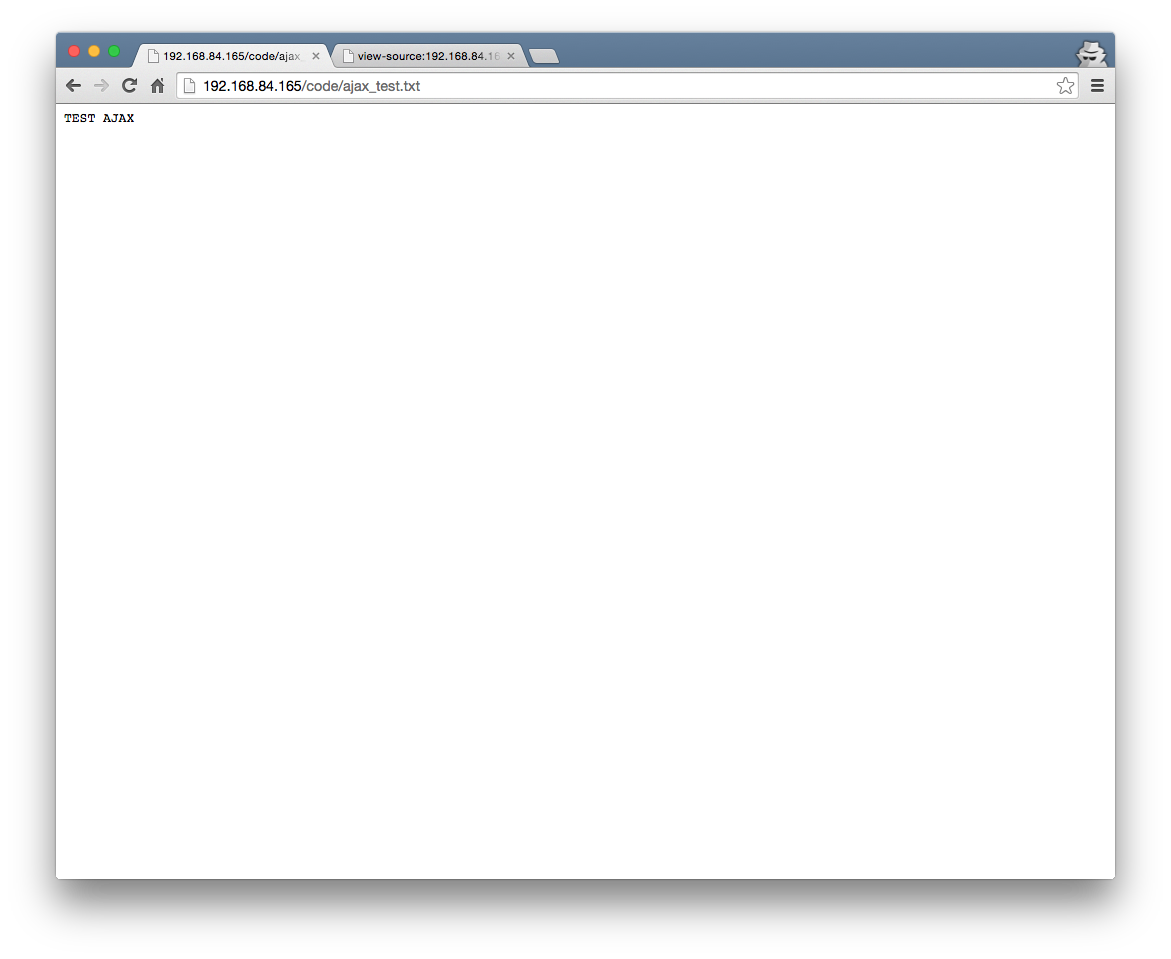 192.168.84.165/code/ajax_
view-source:192.168.84.16
192.168.84.165/code/ajax_test.txt
TEST AJAX